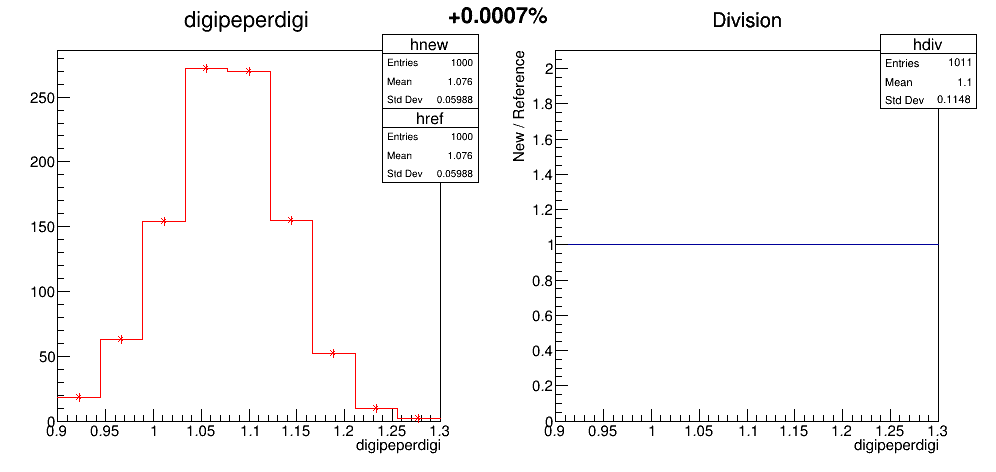 digipeperdigi
+0.0007%
Division
hnew
Entries 1000
Mean 1.076
Std Dev 0.05988
href
Entries 1000
Mean 1.076
Std Dev 0.05988
250
200
150
100
50
0
0.9 0.95 1 1.05 1.1 1.15 1.2 1.25 1.3
digipeperdigi
hdiv
Entries 1011
Mean 1.1
Std Dev 0.1148
New / Reference
2
1.8
1.6
1.4
1.2
1
0.8
0.6
0.4
0.2
0
0.9 0.95 1 1.05 1.1 1.15 1.2 1.25 1.3
digipeperdigi